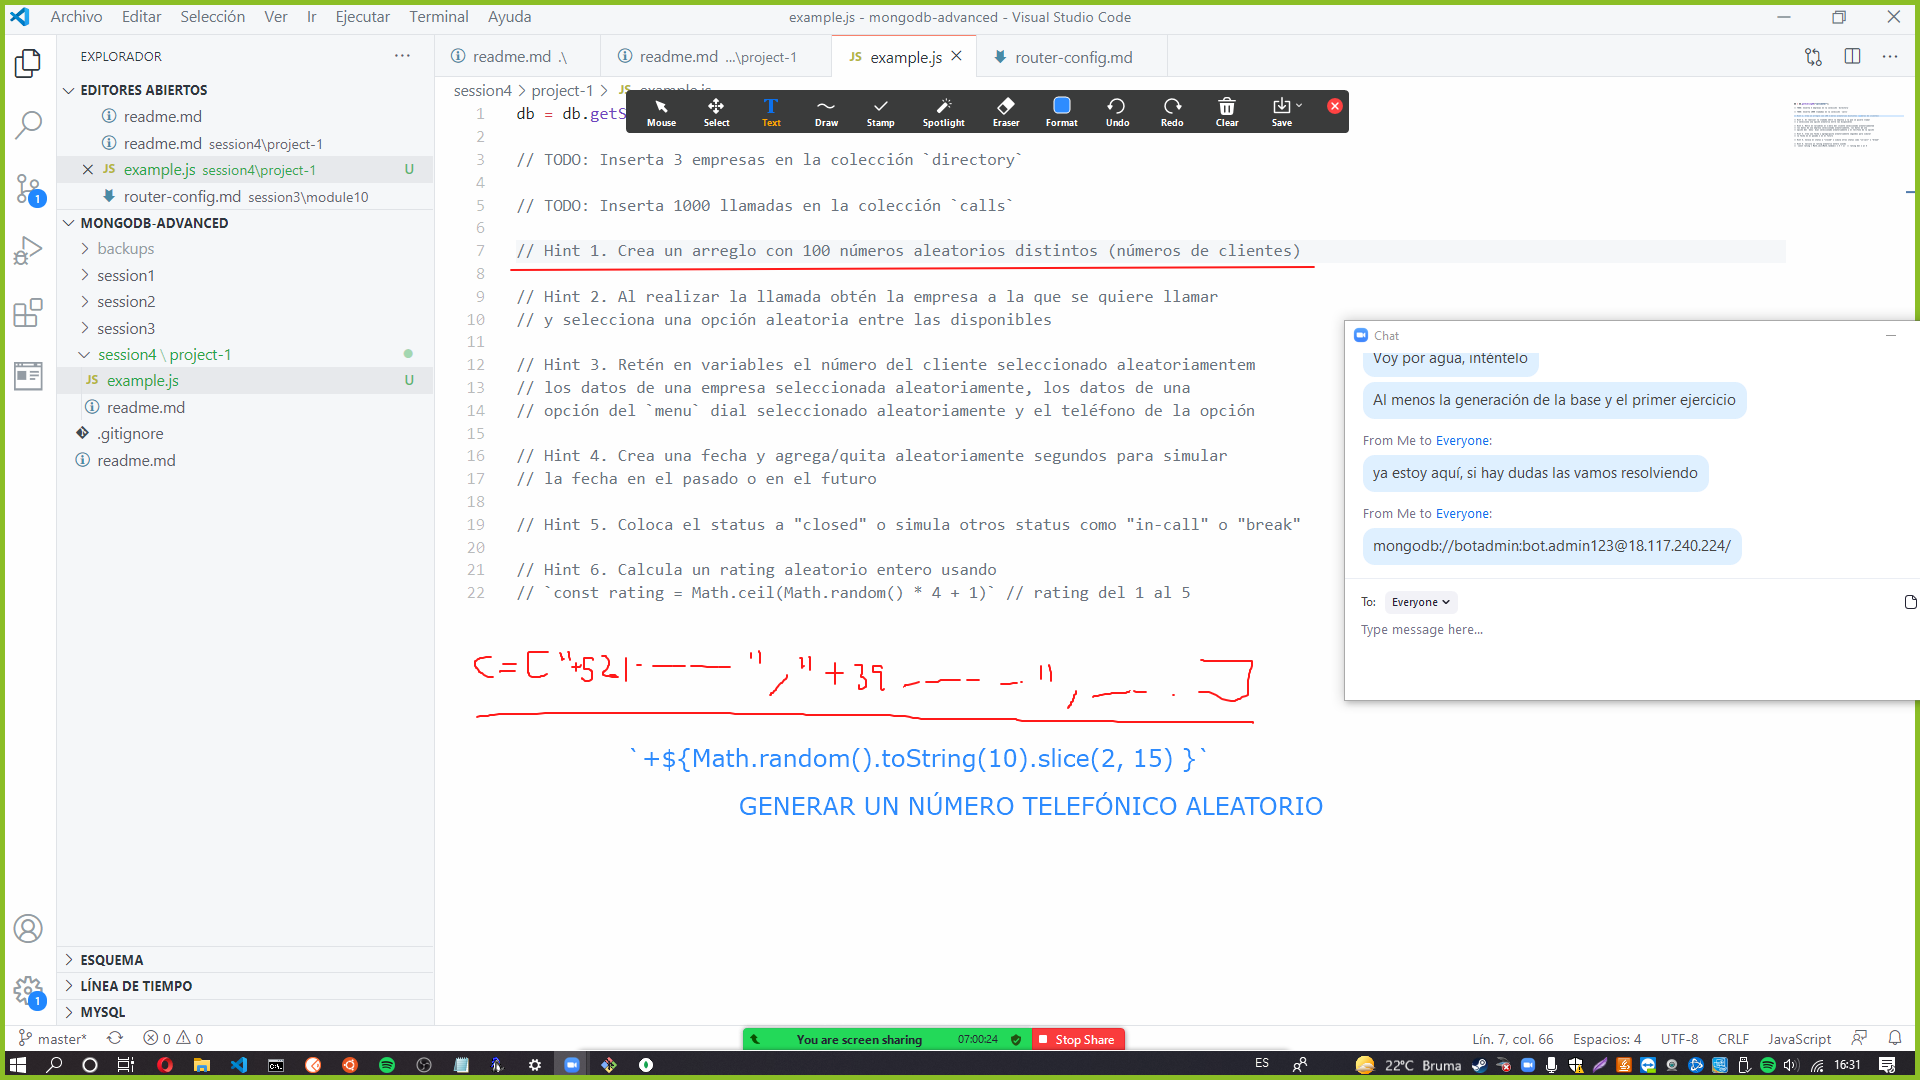 Archivo Editar Selección Ver Ir Ejecutar Terminal Ayuda
example.js - mongodb-advanced - Visual Studio Code
EXPLORADOR
EDITORES ABIERTOS
readme.md
readme.md session4\project-1
JS example.js session4\project-1 U
router-config.md session3\module10
MONGODB-ADVANCED
backups
session1
session2
session3
session4 \ project-1
JS example.js U
readme.md
.gitignore
readme.md
ESQUEMA
LÍNEA DE TIEMPO
MYSQL
1
1
readme.md .\
readme.md ...\project-1
JS example.js
router-config.md
session4 > project-1 > JS example.js
Mouse Select Text Draw Stamp Spotlight Eraser Format Undo Redo Clear Save
1 db = db.getS
2
3 // TODO: Inserta 3 empresas en la colección `directory`
4
5 // TODO: Inserta 1000 llamadas en la colección `calls`
6
7 // Hint 1. Crea un arreglo con 100 números aleatorios distintos (números de clientes)
8
9 // Hint 2. Al realizar la llamada obtén la empresa a la que se quiere llamar
10 // y selecciona una opción aleatoria entre las disponibles
11
12 // Hint 3. Retén en variables el número del cliente seleccionado aleatoriamentem
13 // los datos de una empresa seleccionada aleatoriamente, los datos de una
14 // opción del `menu` dial seleccionado aleatoriamente y el teléfono de la opción
15
16 // Hint 4. Crea una fecha y agrega/quita aleatoriamente segundos para simular
17 // la fecha en el pasado o en el futuro
18
19 // Hint 5. Coloca el status a "closed" o simula otros status como "in-call" o "break"
20
21 // Hint 6. Calcula un rating aleatorio entero usando
22 // `const rating = Math.ceil(Math.random() * 4 + 1)` // rating del 1 al 5
C = [ "+521- ——— ", "+39 ———— — ", —— . ]
`+${Math.random().toString(10).slice(2, 15) }`
GENERAR UN NÚMERO TELEFÓNICO ALEATORIO
Chat
Voy por agua, inténtelo
Al menos la generación de la base y el primer ejercicio
From Me to Everyone:
ya estoy aquí, si hay dudas las vamos resolviendo
From Me to Everyone:
mongodb://botadmin:bot.admin123@18.117.240.224/
To: Everyone
Type message here...
master* 0 0
You are screen sharing 07:00:24 Stop Share
Lín. 7, col. 66 Espacios: 4 UTF-8 CRLF JavaScript
ES 22°C Bruma 16:31